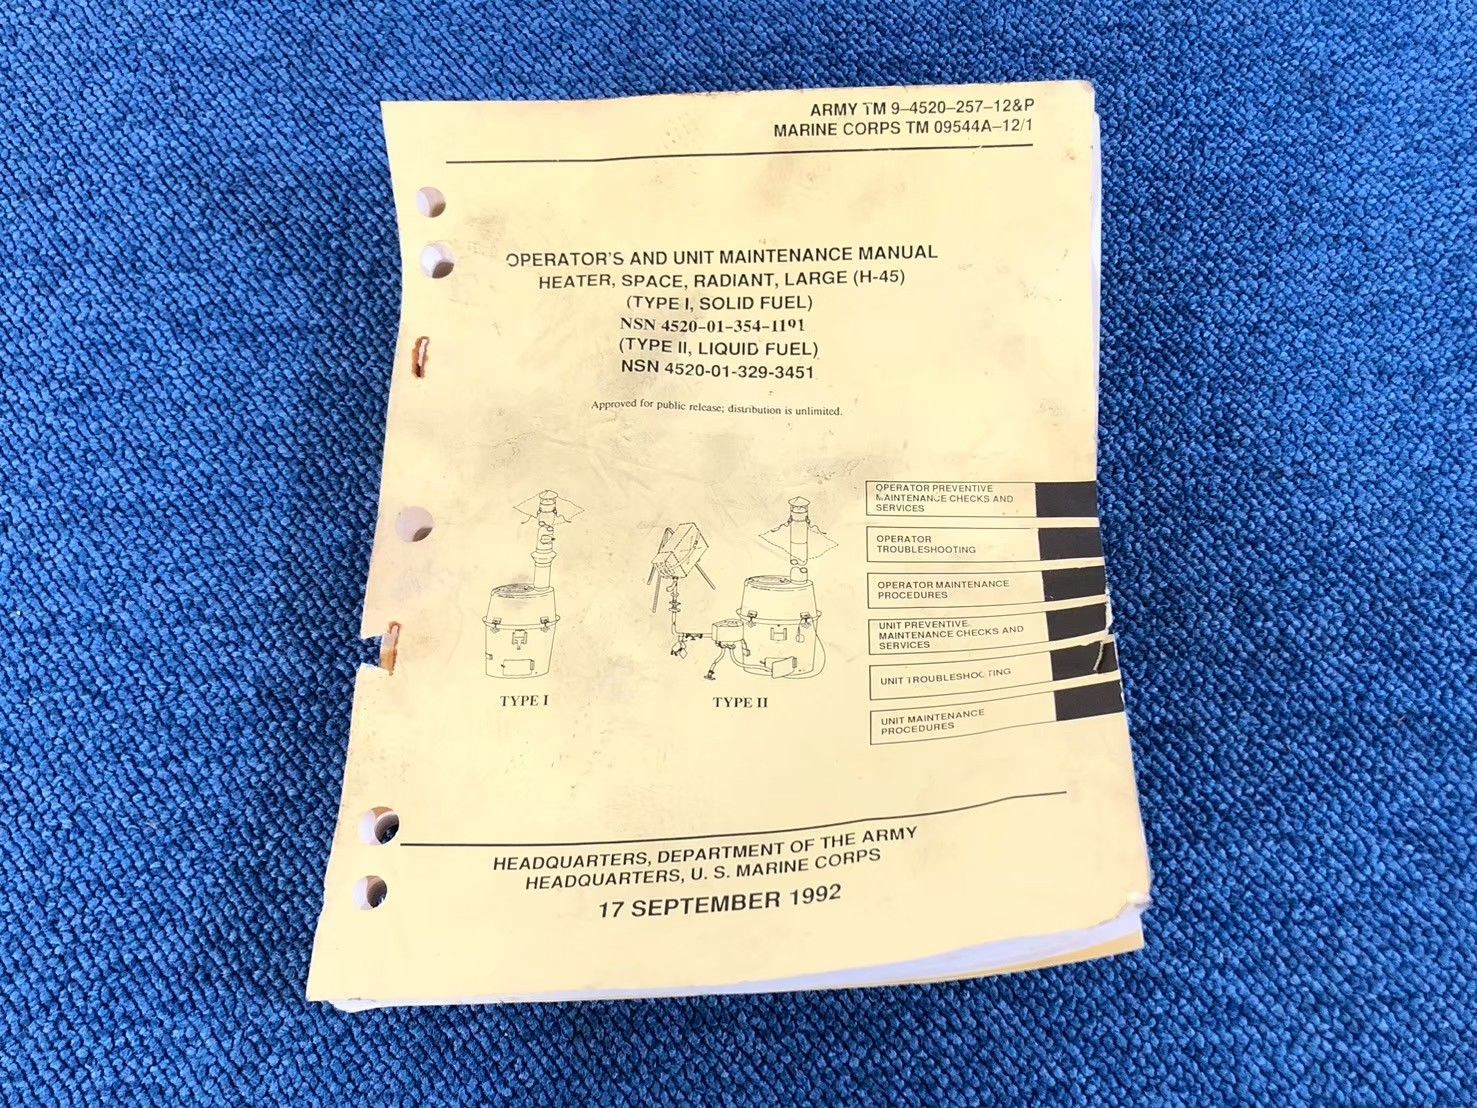 ARMY TM 9–4520–257–12&P
MARINE CORPS TM 09544A–12/1
OPERATOR'S AND UNIT MAINTENANCE MANUAL
HEATER, SPACE, RADIANT, LARGE (H-45)
(TYPE I, SOLID FUEL)
NSN 4520–01–354–1191
(TYPE II, LIQUID FUEL)
NSN 4520-01-329-3451
Approved for public release; distribution is unlimited.
OPERATOR PREVENTIVE
MAINTENANCE CHECKS AND
SERVICES
OPERATOR
TROUBLESHOOTING
OPERATOR MAINTENANCE
PROCEDURES
UNIT PREVENTIVE
MAINTENANCE CHECKS AND
SERVICES
UNIT TROUBLESHOOTING
UNIT MAINTENANCE
PROCEDURES
TYPE I
TYPE II
HEADQUARTERS, DEPARTMENT OF THE ARMY
HEADQUARTERS, U. S. MARINE CORPS
17 SEPTEMBER 1992